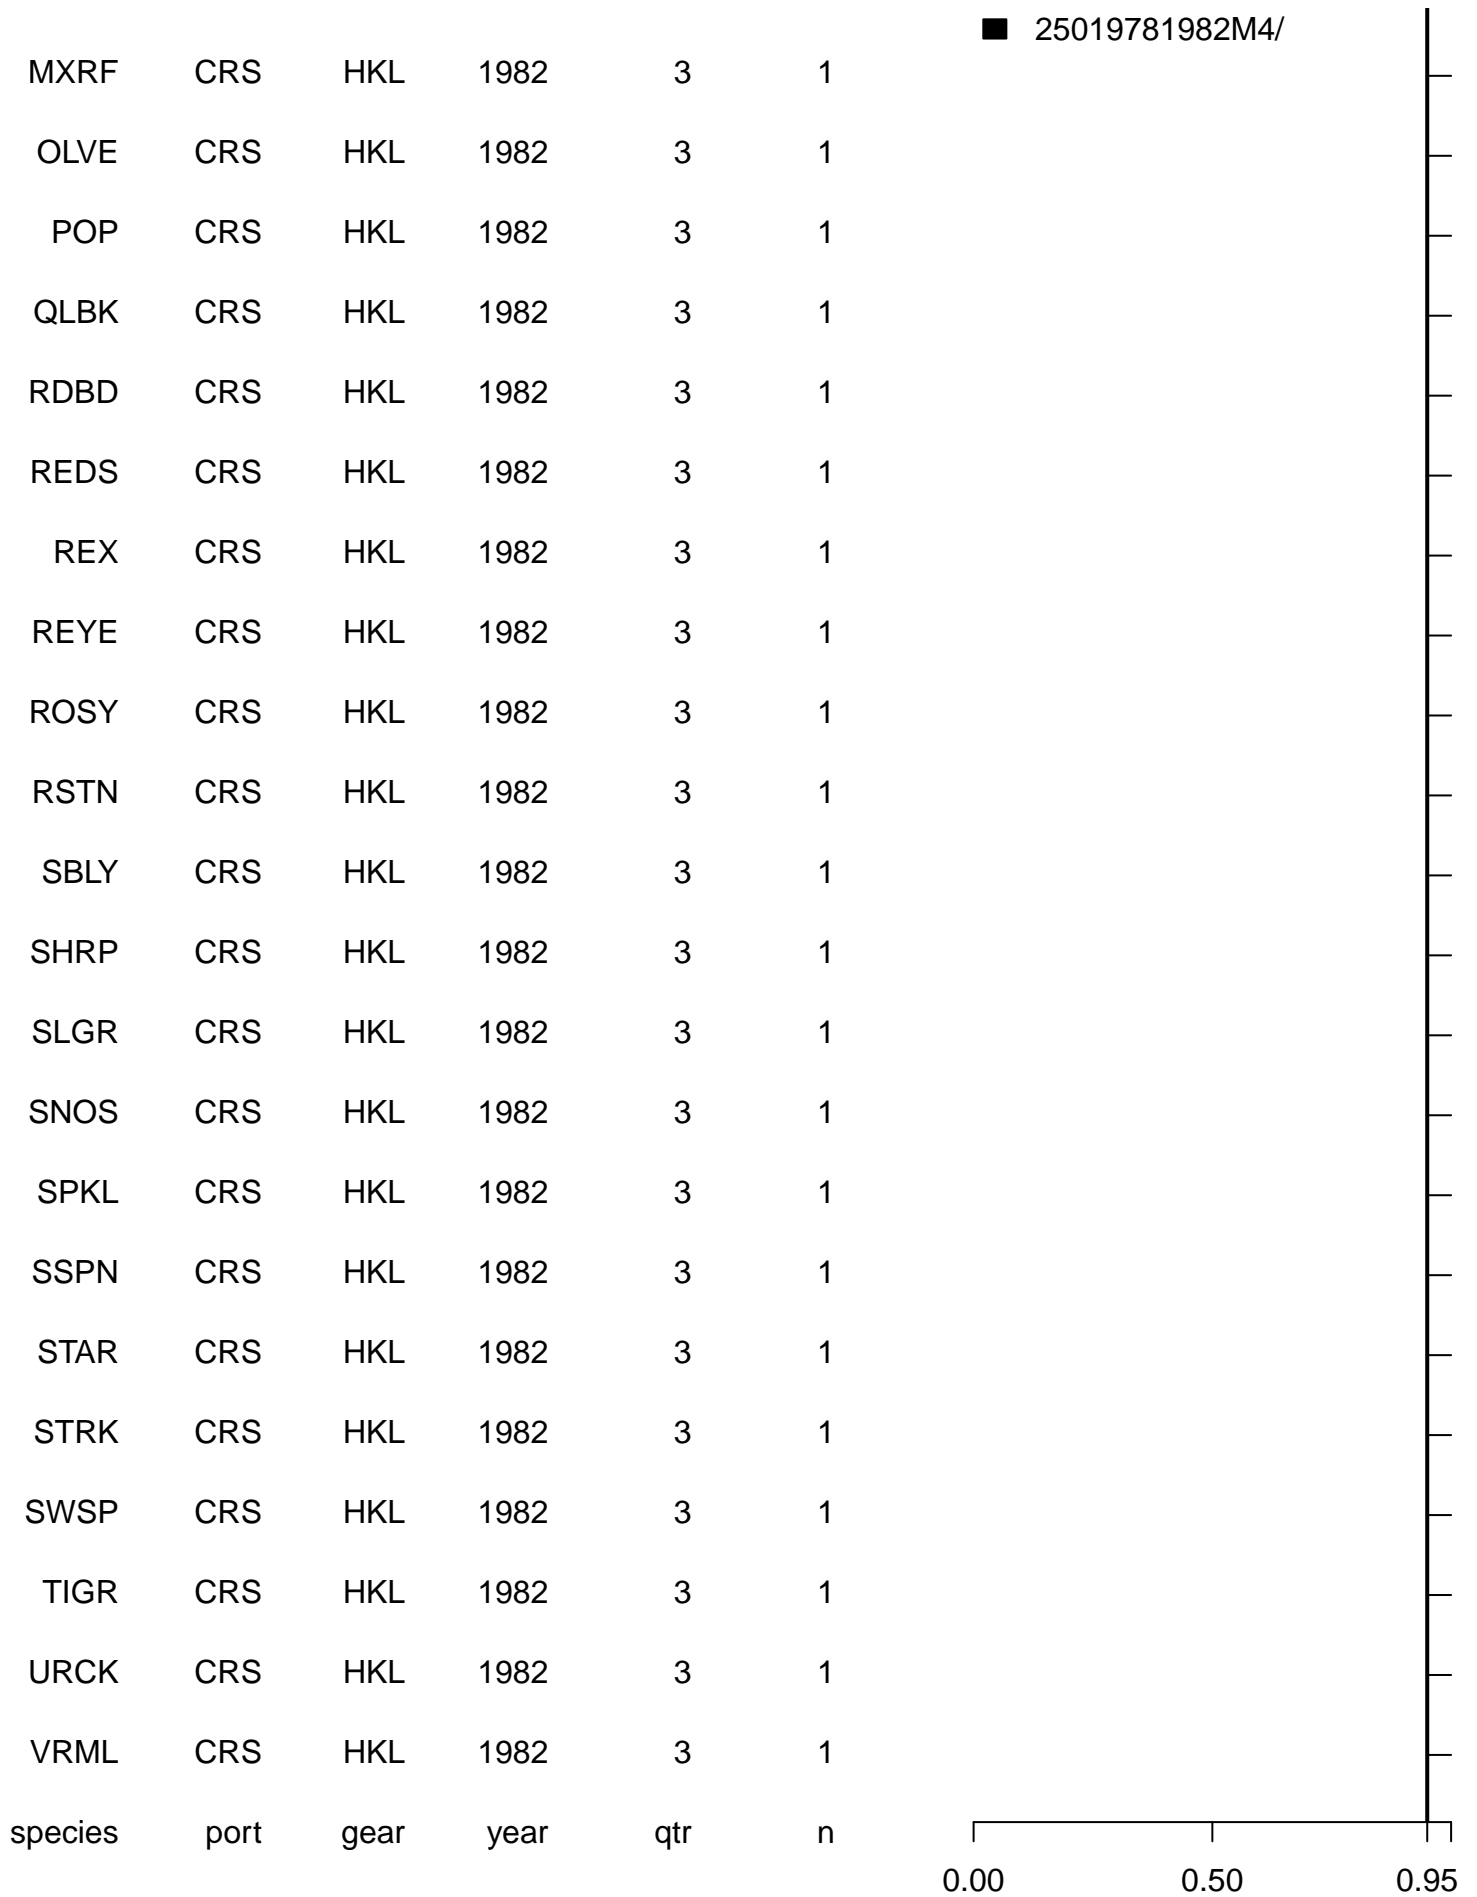 25019781982M4/
MXRF CRS HKL 1982 3 1
OLVE CRS HKL 1982 3 1
POP CRS HKL 1982 3 1
QLBK CRS HKL 1982 3 1
RDBD CRS HKL 1982 3 1
REDS CRS HKL 1982 3 1
REX CRS HKL 1982 3 1
REYE CRS HKL 1982 3 1
ROSY CRS HKL 1982 3 1
RSTN CRS HKL 1982 3 1
SBLY CRS HKL 1982 3 1
SHRP CRS HKL 1982 3 1
SLGR CRS HKL 1982 3 1
SNOS CRS HKL 1982 3 1
SPKL CRS HKL 1982 3 1
SSPN CRS HKL 1982 3 1
STAR CRS HKL 1982 3 1
STRK CRS HKL 1982 3 1
SWSP CRS HKL 1982 3 1
TIGR CRS HKL 1982 3 1
URCK CRS HKL 1982 3 1
VRML CRS HKL 1982 3 1
species port gear year qtr n
0.00 0.50 0.95